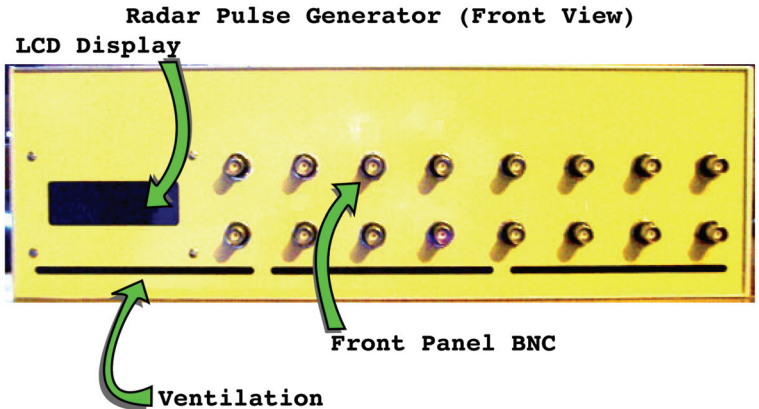 Radar Pulse Generator (Front View)
LCD Display
Front Panel BNC
Ventilation